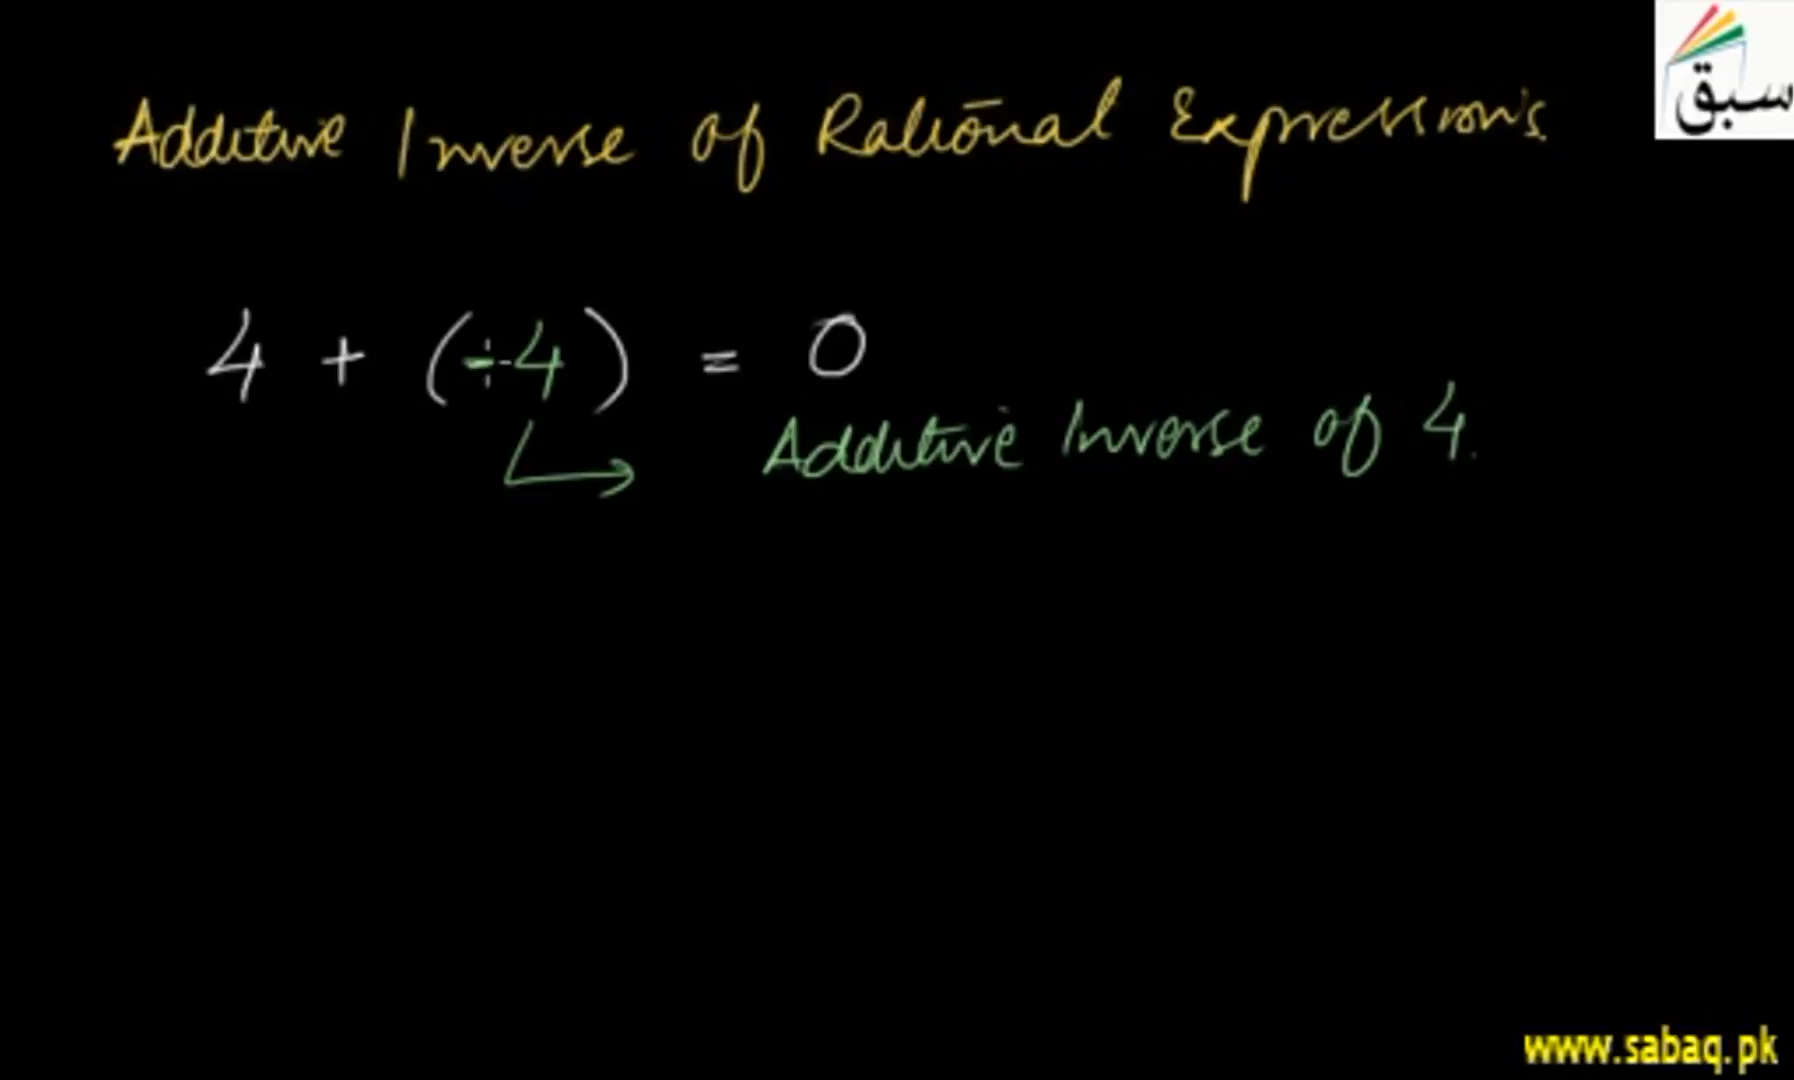 سبق
Additive Inverse of Rational Expressions.
4 + (-4) = 0
Additive Inverse of 4.
www.sabaq.pk